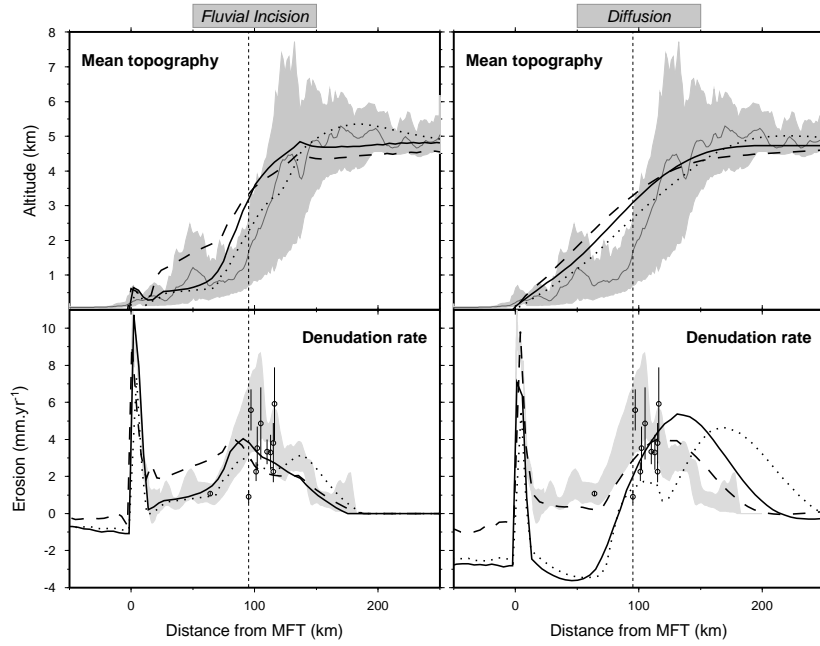 Fluvial Incision
Diffusion
8
7
6
5
4
3
2
1
Altitude (km)
Mean topography
Mean topography
10
8
6
4
2
0
-2
-4
Erosion (mm.yr⁻¹)
Denudation rate
Denudation rate
0 100 200
0 100 200
Distance from MFT (km)
Distance from MFT (km)